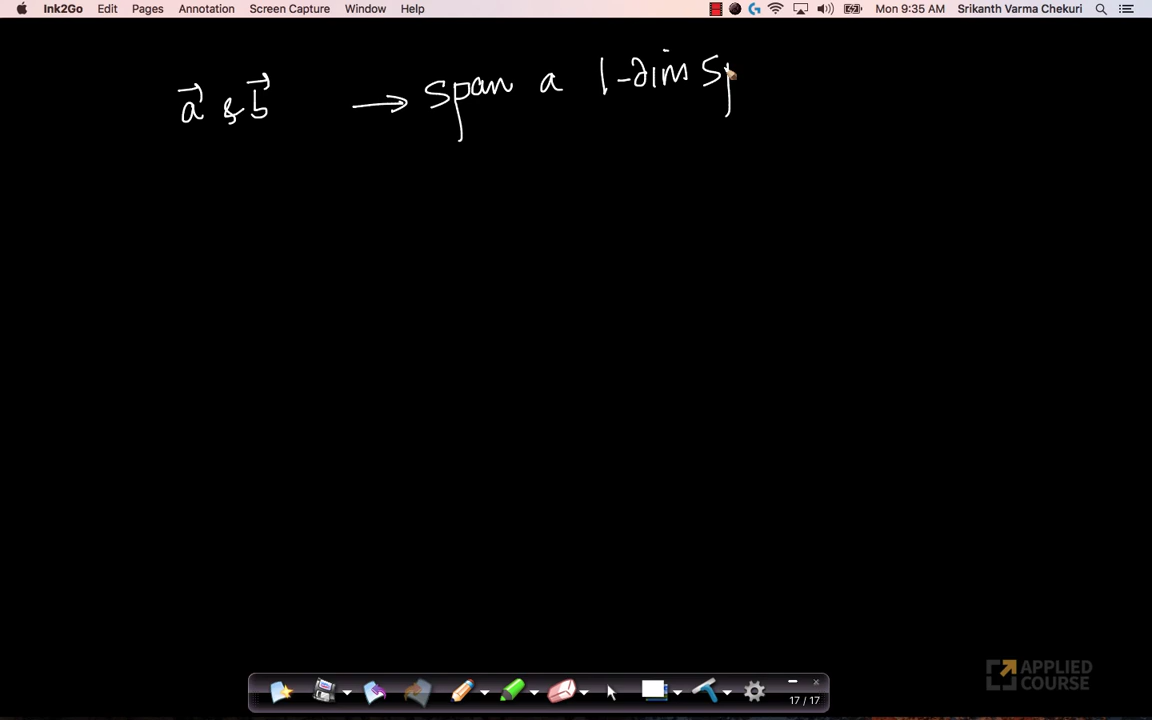 Ink2Go Edit Pages Annotation Screen Capture Window Help Mon 9:35 AM Srikanth Varma Chekuri
a⃗ & b⃗ → span a 1-dim Sp
17 / 17
APPLIED
COURSE